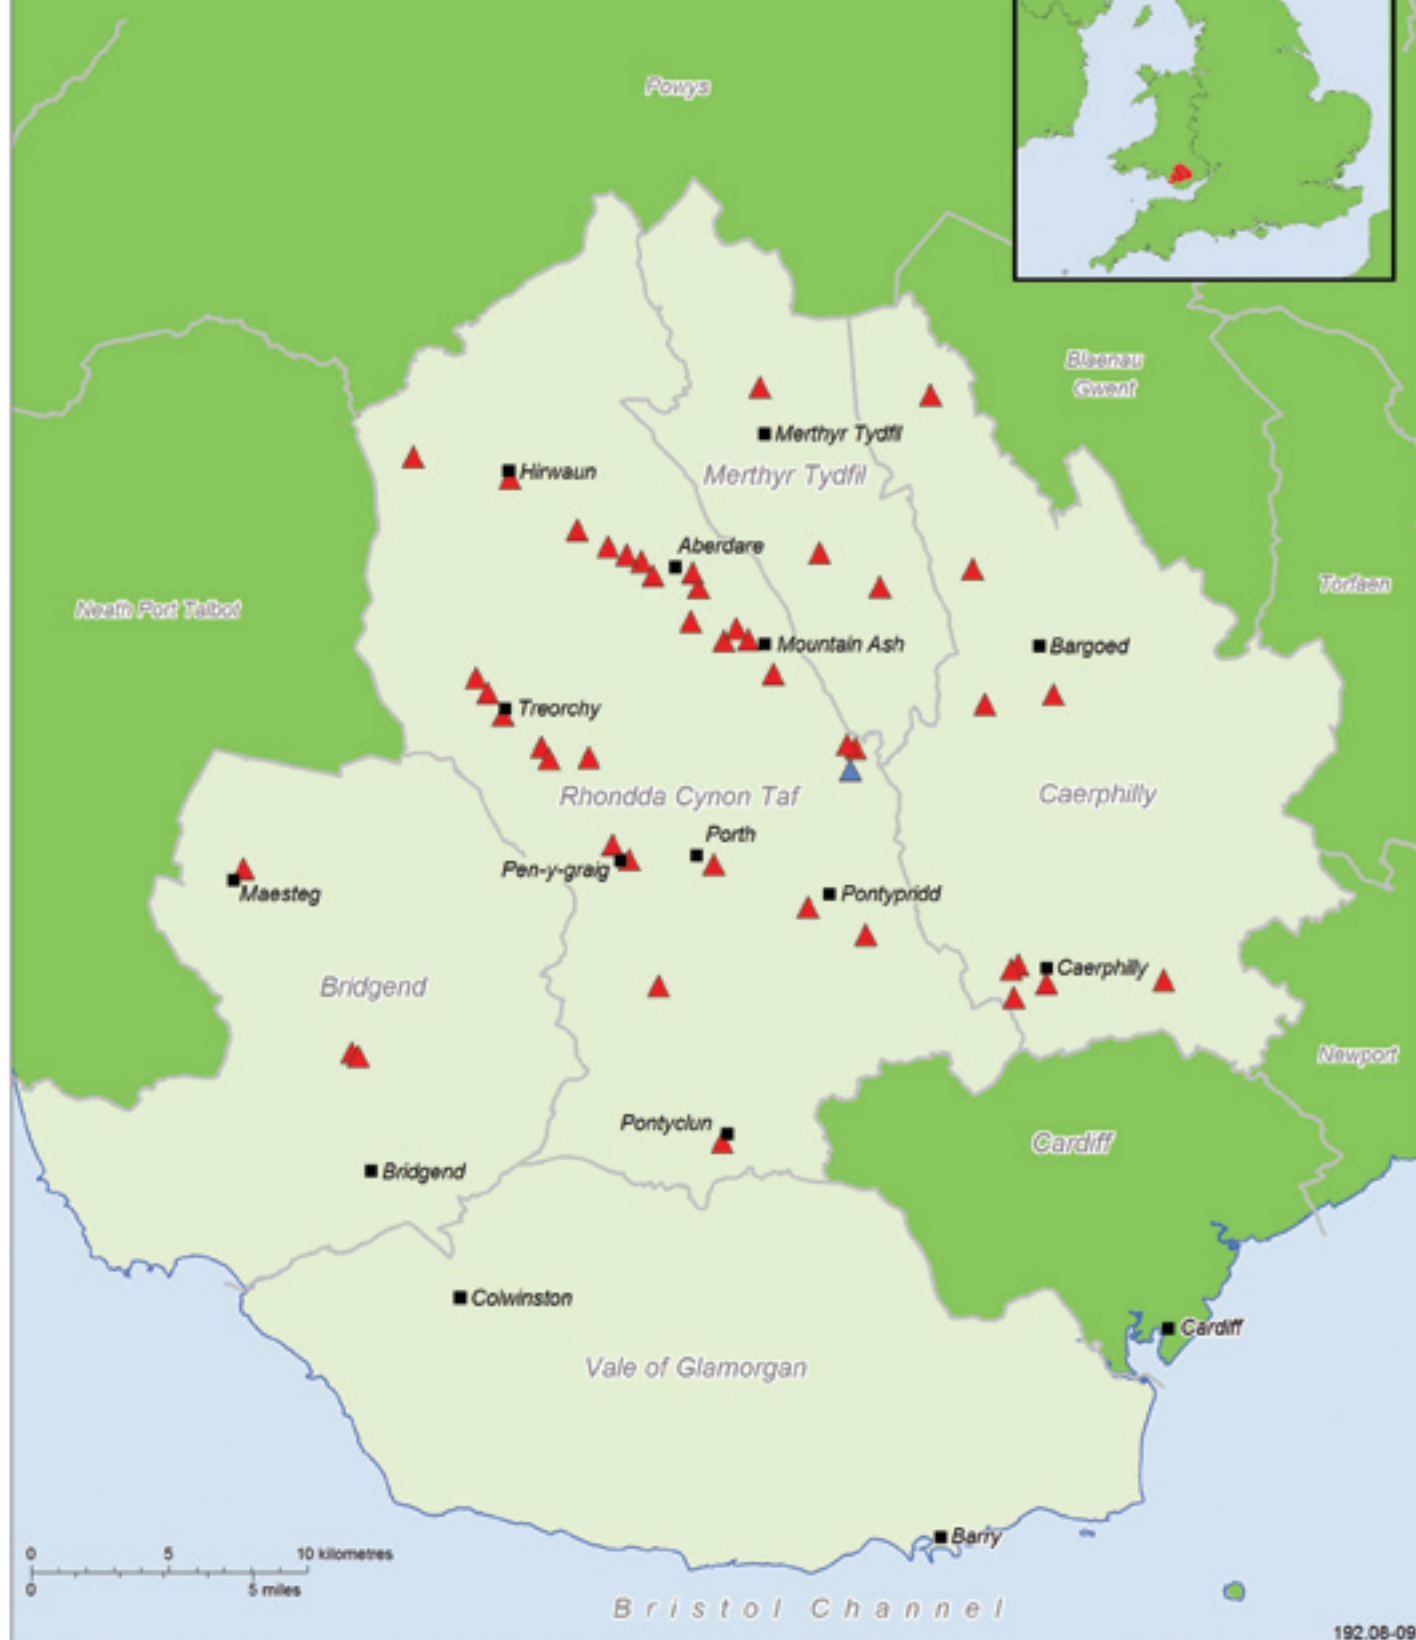 Powys
Blaenau
Gwent
Merthyr Tydfil
Merthyr Tydfil
Hirwaun
Aberdare
Torfaen
Neath Port Talbot
Mountain Ash
Bargoed
Treorchy
Rhondda Cynon Taf
Caerphilly
Porth
Pen-y-graig
Maesteg
Pontypridd
Caerphilly
Bridgend
Newport
Pontyclun
Cardiff
Bridgend
Colwinston
Cardiff
Vale of Glamorgan
Barry
0 5 10 kilometres
0 5 miles
Bristol Channel
192.08-09